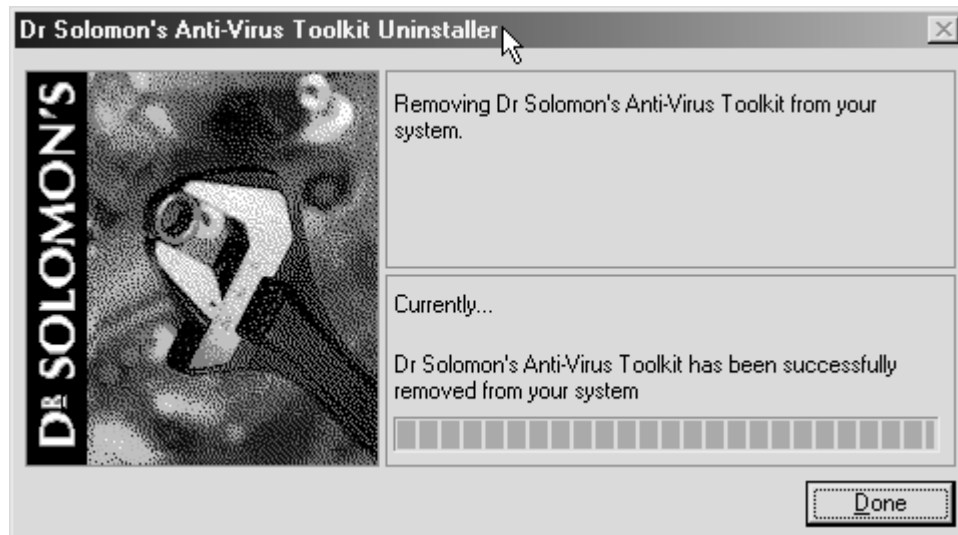 Dr Solomon's Anti-Virus Toolkit Uninstaller
DR SOLOMON'S
Removing Dr Solomon's Anti-Virus Toolkit from your
system.
Currently...
Dr Solomon's Anti-Virus Toolkit has been successfully
removed from your system
Done